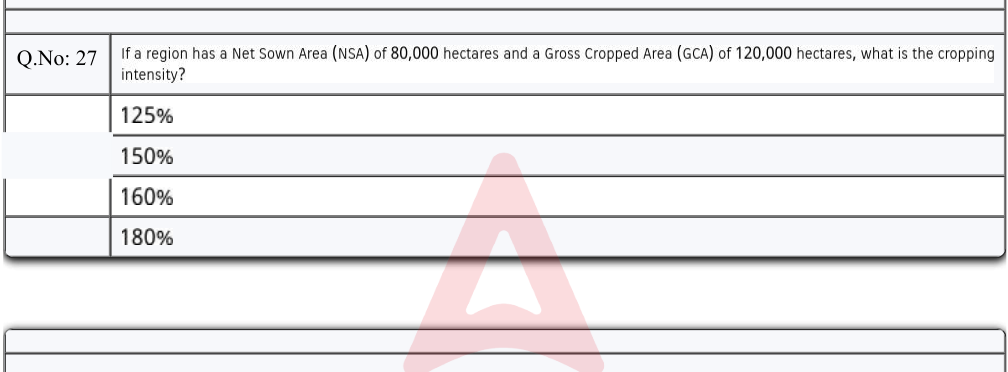 Q.No: 27
If a region has a Net Sown Area (NSA) of 80,000 hectares and a Gross Cropped Area (GCA) of 120,000 hectares, what is the cropping
intensity?
125%
150%
160%
180%